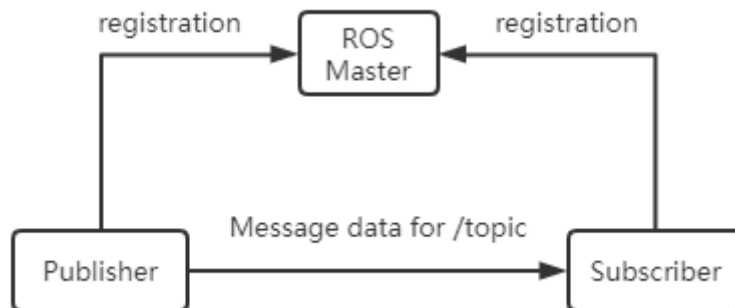 registration
ROS
Master
registration
Message data for /topic
Publisher
Subscriber